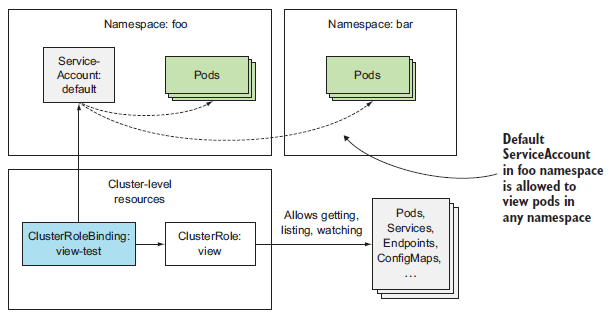 Namespace: foo
Namespace: bar
Service-
Account:
default
Pods
Pods
Default
ServiceAccount
in foo namespace
is allowed to
view pods in
any namespace
Cluster-level
resources
ClusterRoleBinding:
view-test
ClusterRole:
view
Allows getting,
listing, watching
Pods,
Services,
Endpoints,
ConfigMaps,
…